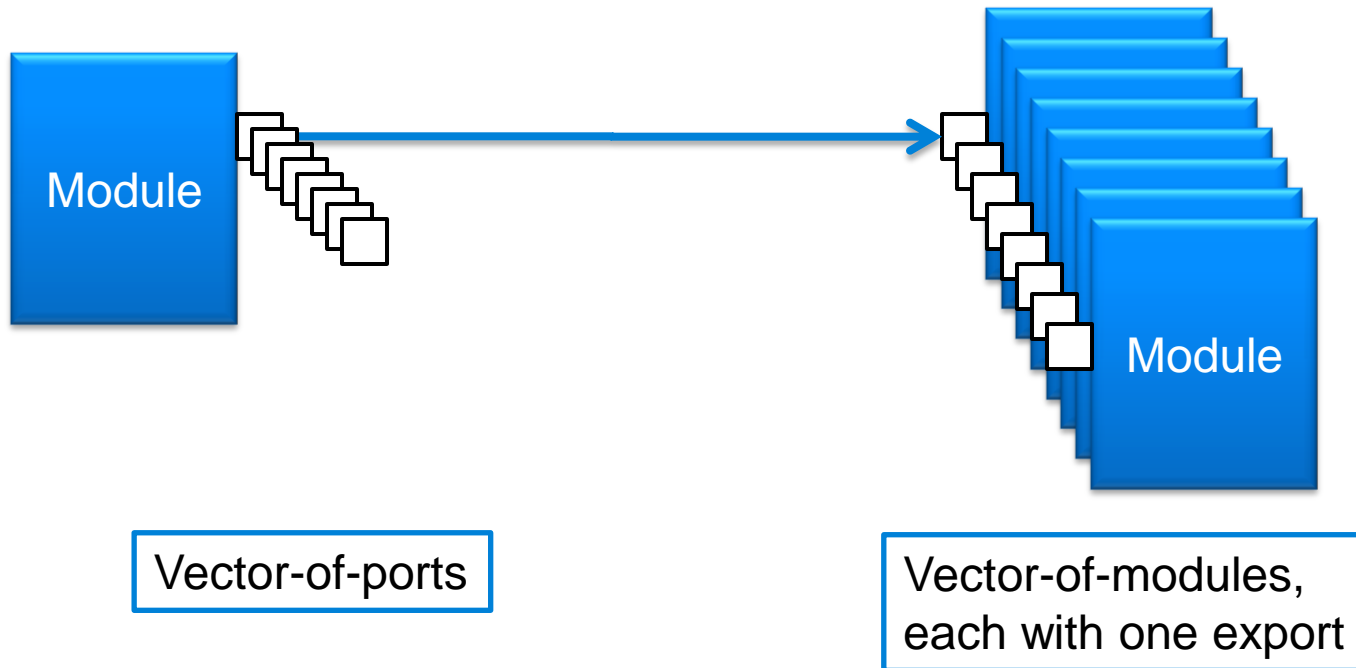 Module
Module
Vector-of-ports
Vector-of-modules,
each with one export